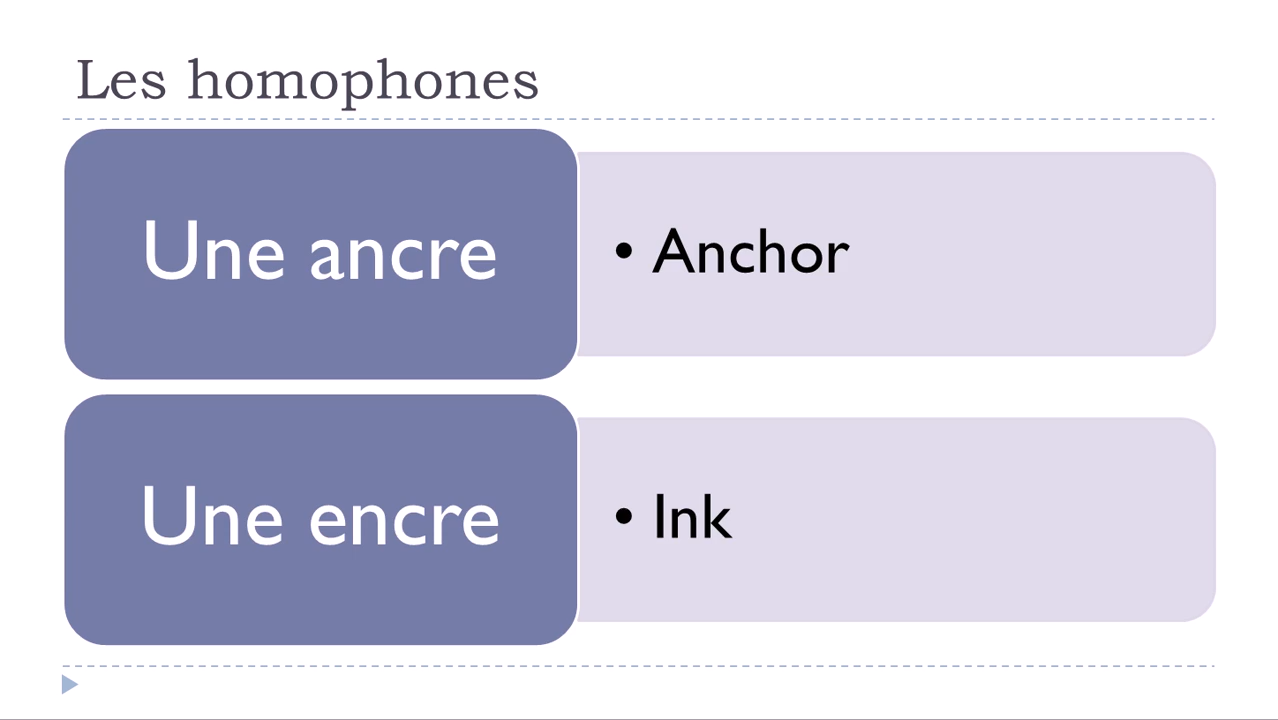 Les homophones
Une ancre
• Anchor
Une encre
• Ink